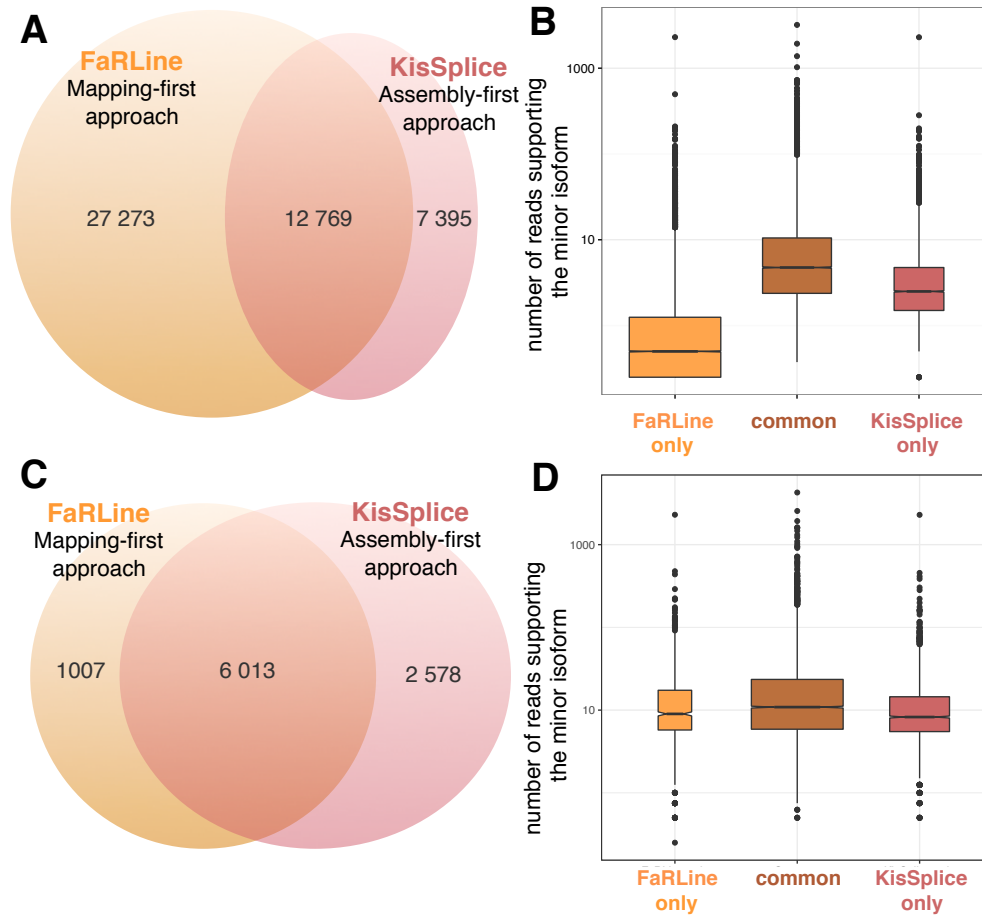 A
FaRLine
Mapping-first
approach
KisSplice
Assembly-first
approach
27 273
12 769
7 395
B
number of reads supporting
the minor isoform
1000
10
FaRLine
only
common
KisSplice
only
C
FaRLine
Mapping-first
approach
KisSplice
Assembly-first
approach
1007
6 013
2 578
D
number of reads supporting
the minor isoform
1000
10
FaRLine
only
common
KisSplice
only